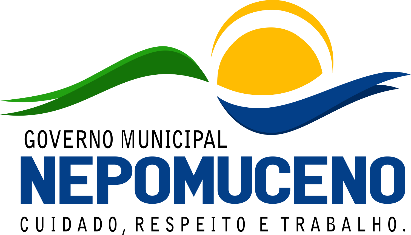 GOVERNO MUNICIPAL
NEPOMUCENO
CUIDADO, RESPEITO E TRABALHO.